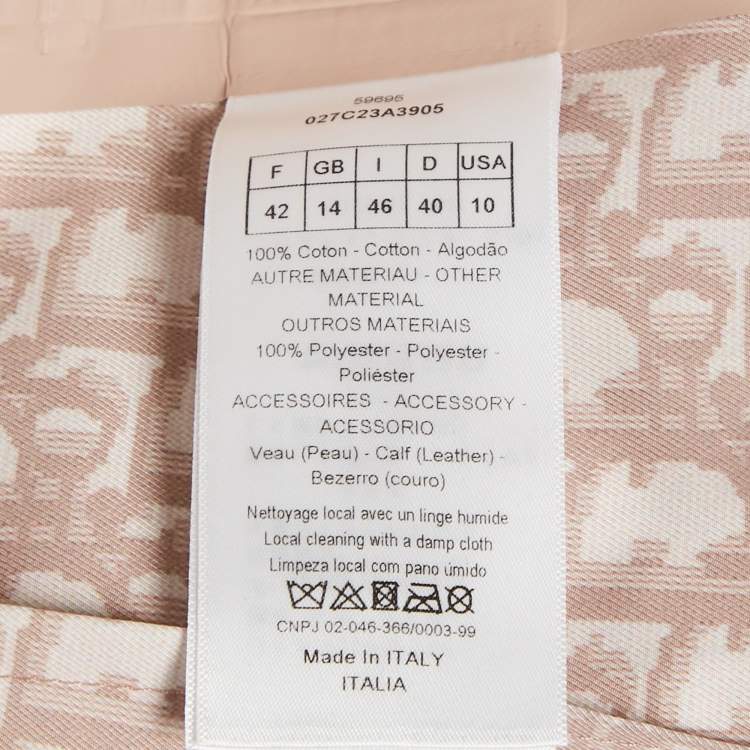 59695
027C23A3905
F GB I D USA
42 14 46 40 10
100% Coton - Cotton - Algodão
AUTRE MATERIAU - OTHER
MATERIAL
OUTROS MATERIAIS
100% Polyester - Polyester -
Poliéster
ACCESSOIRES - ACCESSORY -
ACESSORIO
Veau (Peau) - Calf (Leather) -
Bezerro (couro)
Nettoyage local avec un linge humide
Local cleaning with a damp cloth
Limpeza local com pano úmido
CNPJ 02-046-366/0003-99
Made In ITALY
ITALIA